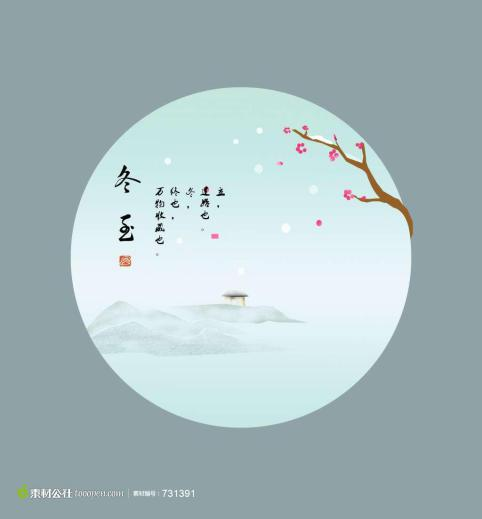 冬至
立，
建始也。
冬，
终也，
万物收藏也。
素材公社 tooopen.com 素材编号：731391